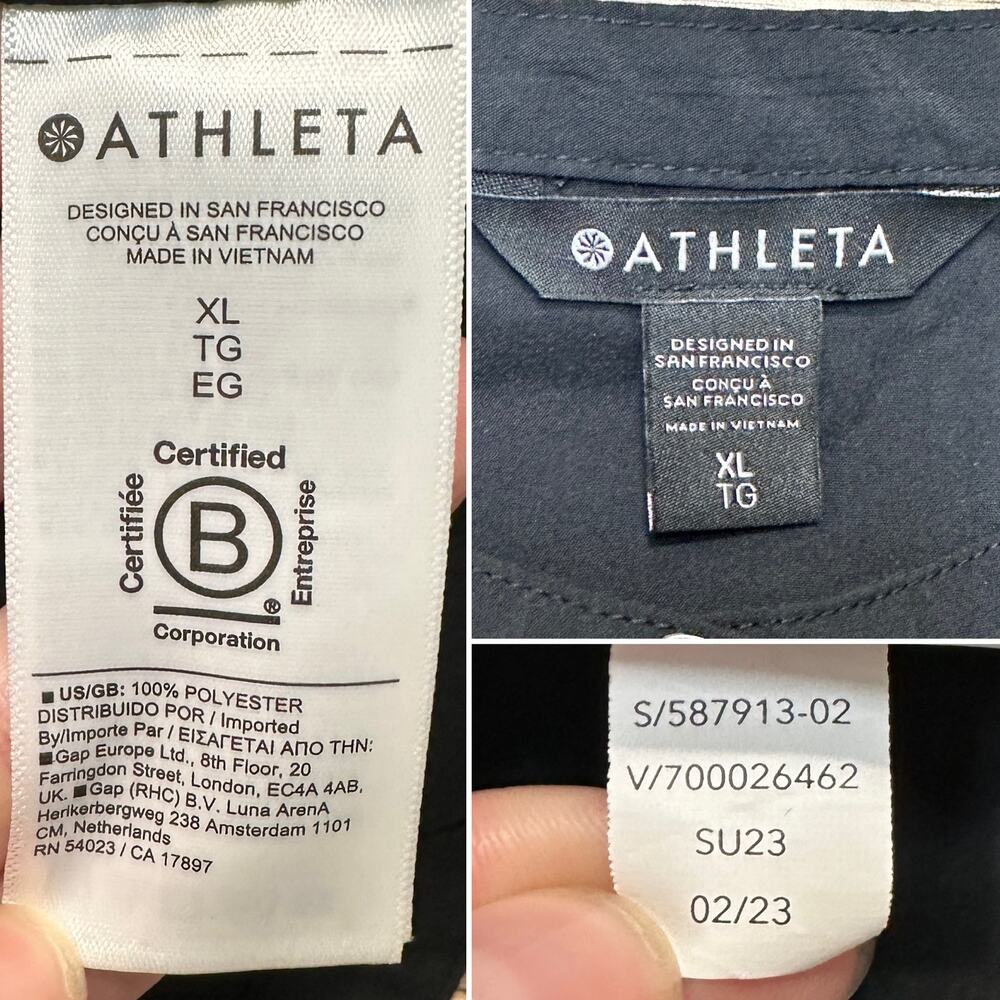 ATHLETA
DESIGNED IN SAN FRANCISCO
CONÇU À SAN FRANCISCO
MADE IN VIETNAM
XL
TG
EG
Certified
Certifiée
B
Entreprise
®
Corporation
US/GB: 100% POLYESTER
DISTRIBUIDO POR / Imported
By/Importe Par / ΕΙΣΑΓΕΤΑΙ ΑΠΟ ΤΗΝ:
Gap Europe Ltd., 8th Floor, 20
Farringdon Street, London, EC4A 4AB,
UK. Gap (RHC) B.V. Luna ArenA
Herikerbergweg 238 Amsterdam 1101
CM, Netherlands
RN 54023 / CA 17897
ATHLETA
DESIGNED IN
SAN FRANCISCO
CONÇU À
SAN FRANCISCO
MADE IN VIETNAM
XL
TG
S/587913-02
V/700026462
SU23
02/23